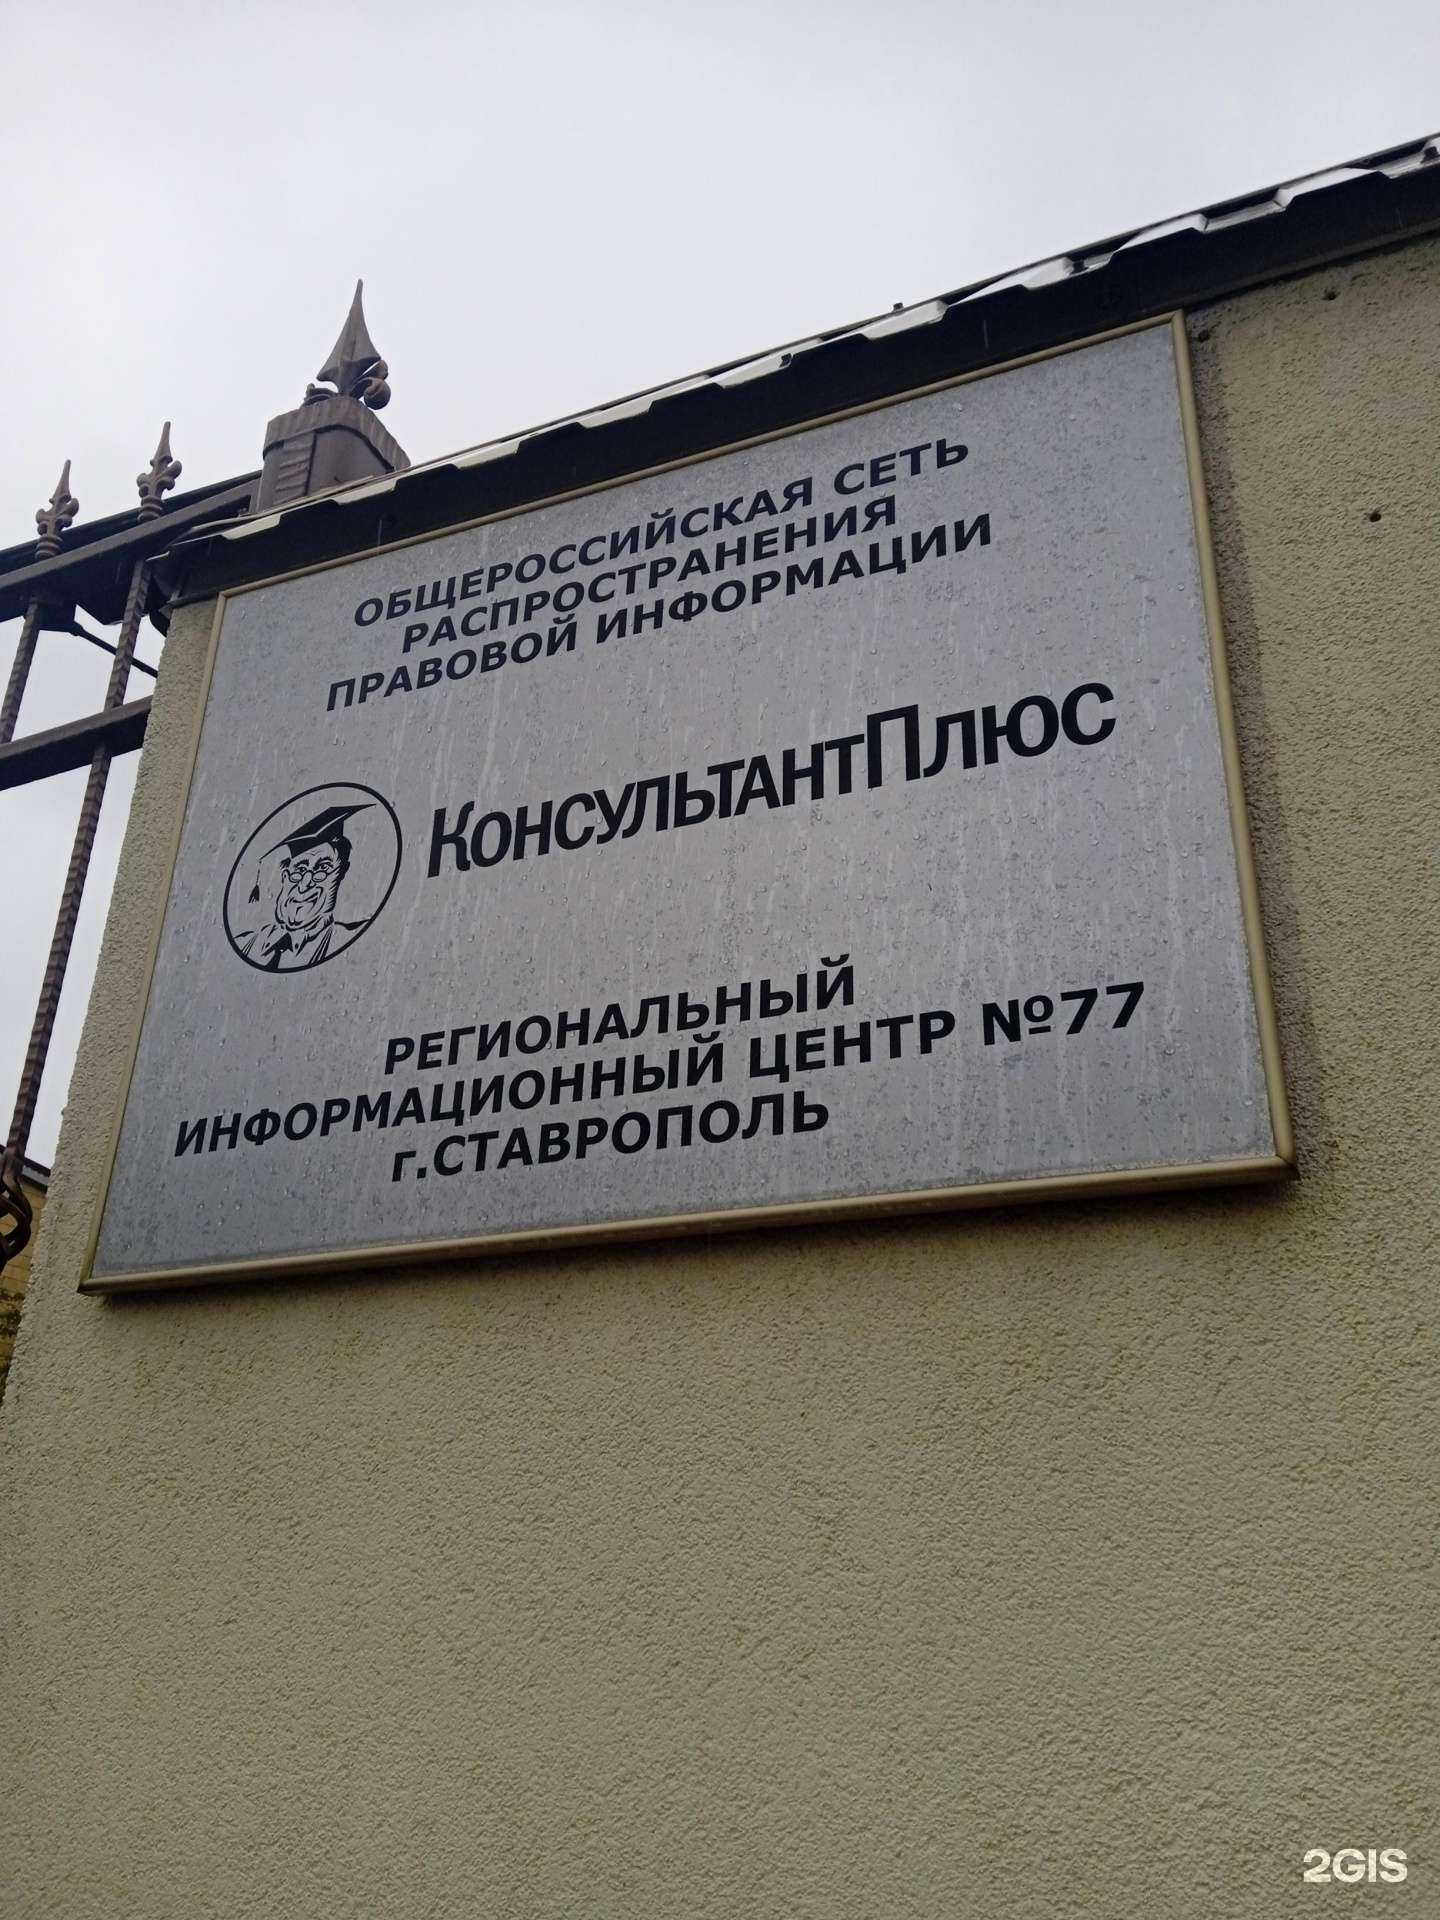 ОБЩЕРОССИЙСКАЯ СЕТЬ
РАСПРОСТРАНЕНИЯ
ПРАВОВОЙ ИНФОРМАЦИИ
КонсультантПлюс
РЕГИОНАЛЬНЫЙ
ИНФОРМАЦИОННЫЙ ЦЕНТР №77
г.СТАВРОПОЛЬ
2GIS